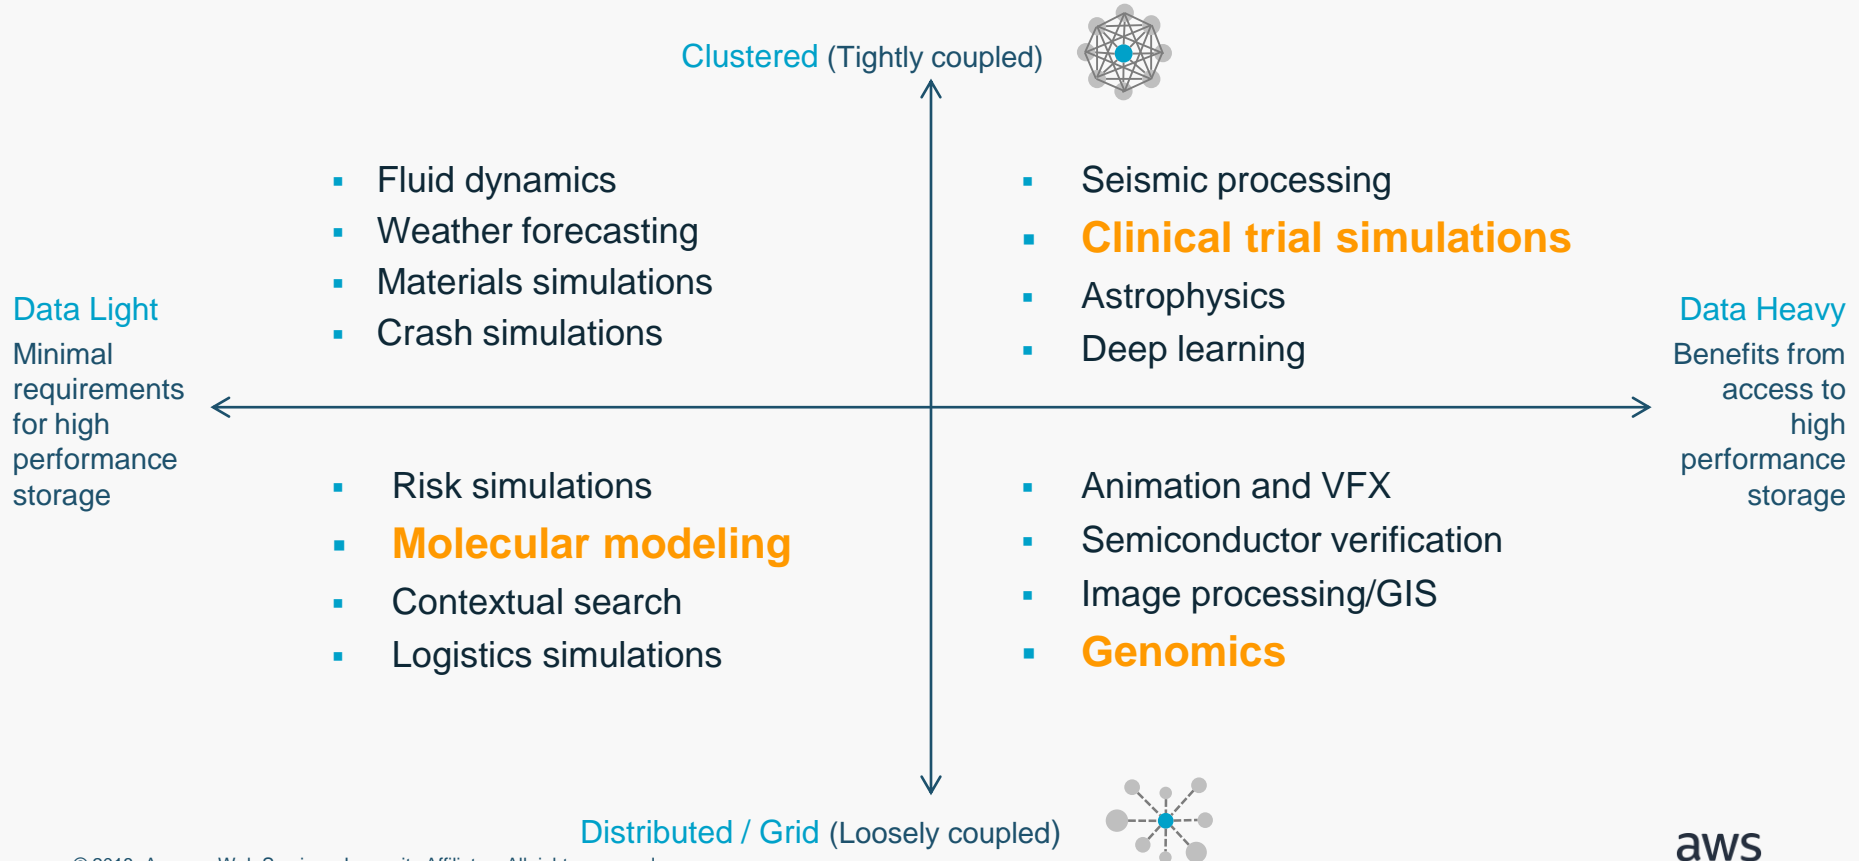 Clustered (Tightly coupled)
▪ Fluid dynamics
▪ Weather forecasting
▪ Materials simulations
▪ Crash simulations
▪ Seismic processing
▪ Clinical trial simulations
▪ Astrophysics
▪ Deep learning
Data Light
Minimal
requirements
for high
performance
storage
Data Heavy
Benefits from
access to
high
performance
storage
▪ Risk simulations
▪ Molecular modeling
▪ Contextual search
▪ Logistics simulations
▪ Animation and VFX
▪ Semiconductor verification
▪ Image processing/GIS
▪ Genomics
Distributed / Grid (Loosely coupled)
aws